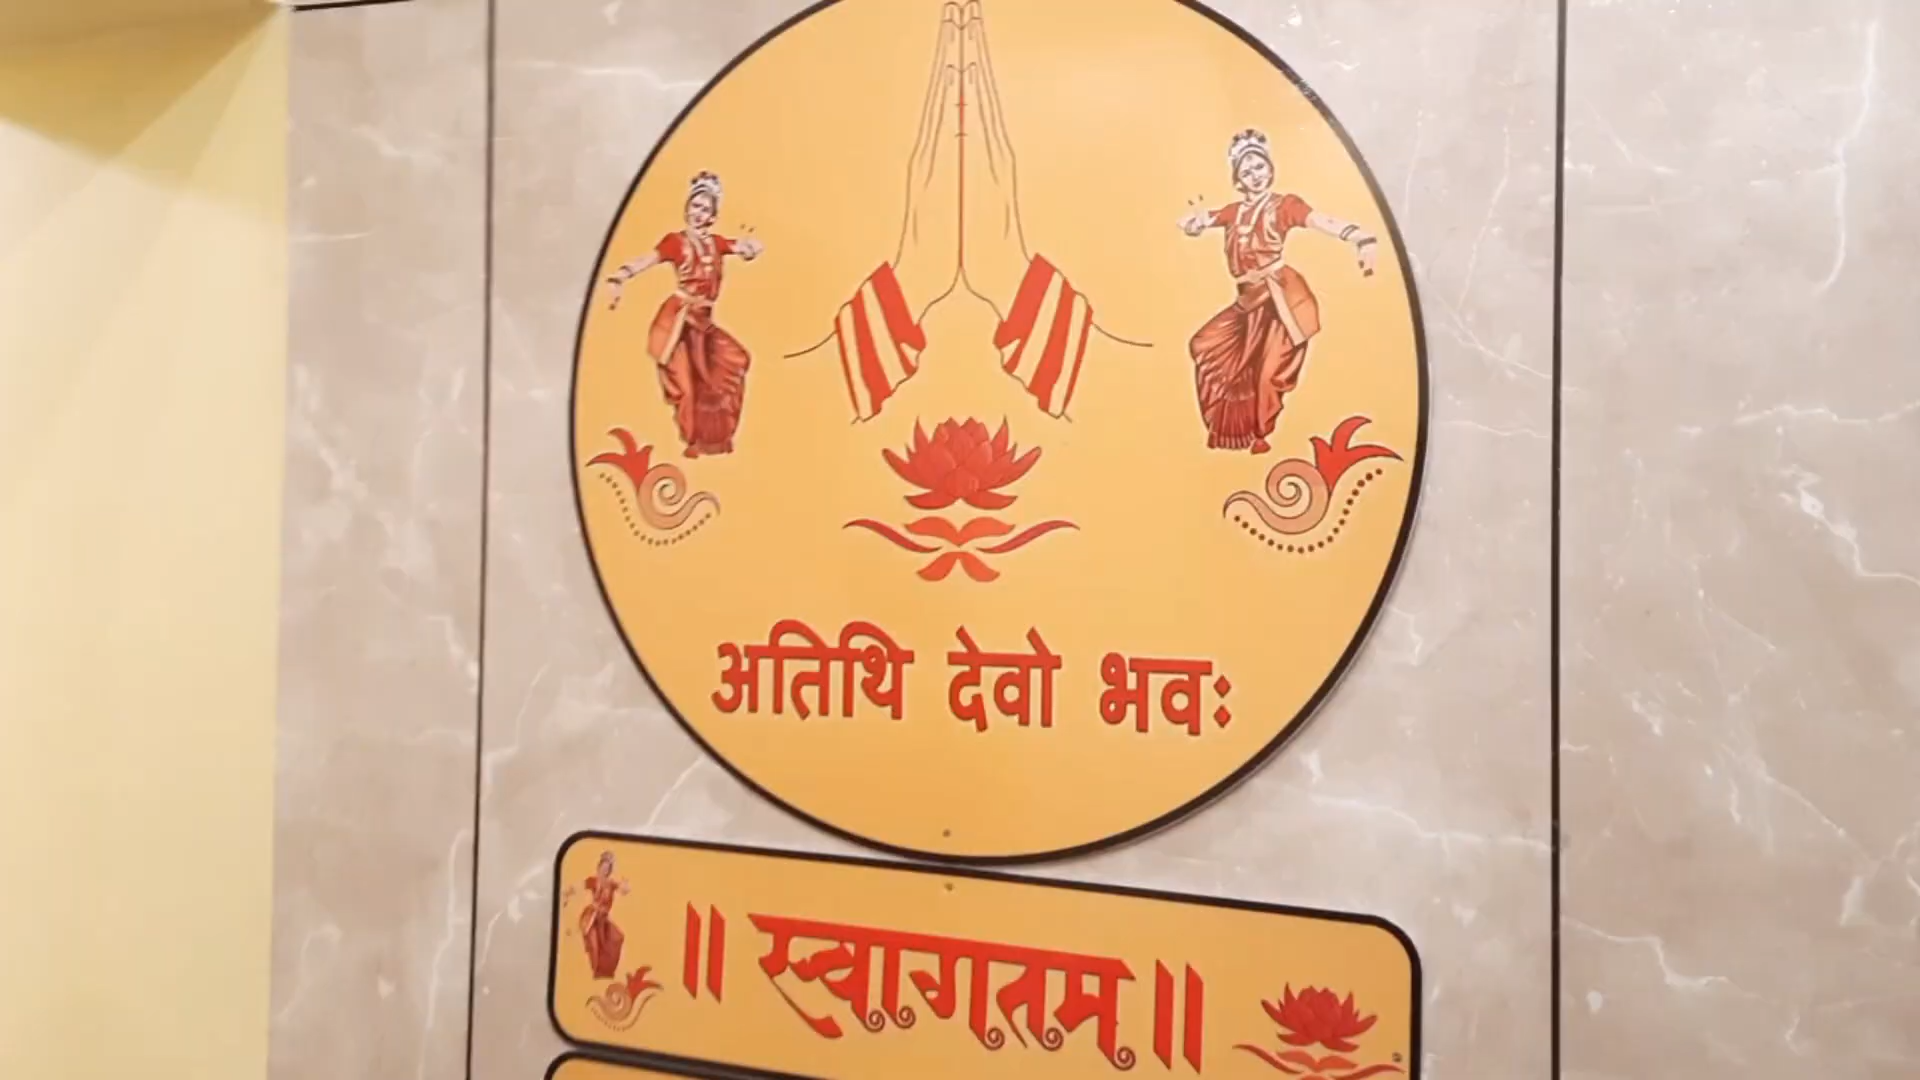 अतिथि देवो भवः
॥ स्वागतम ॥